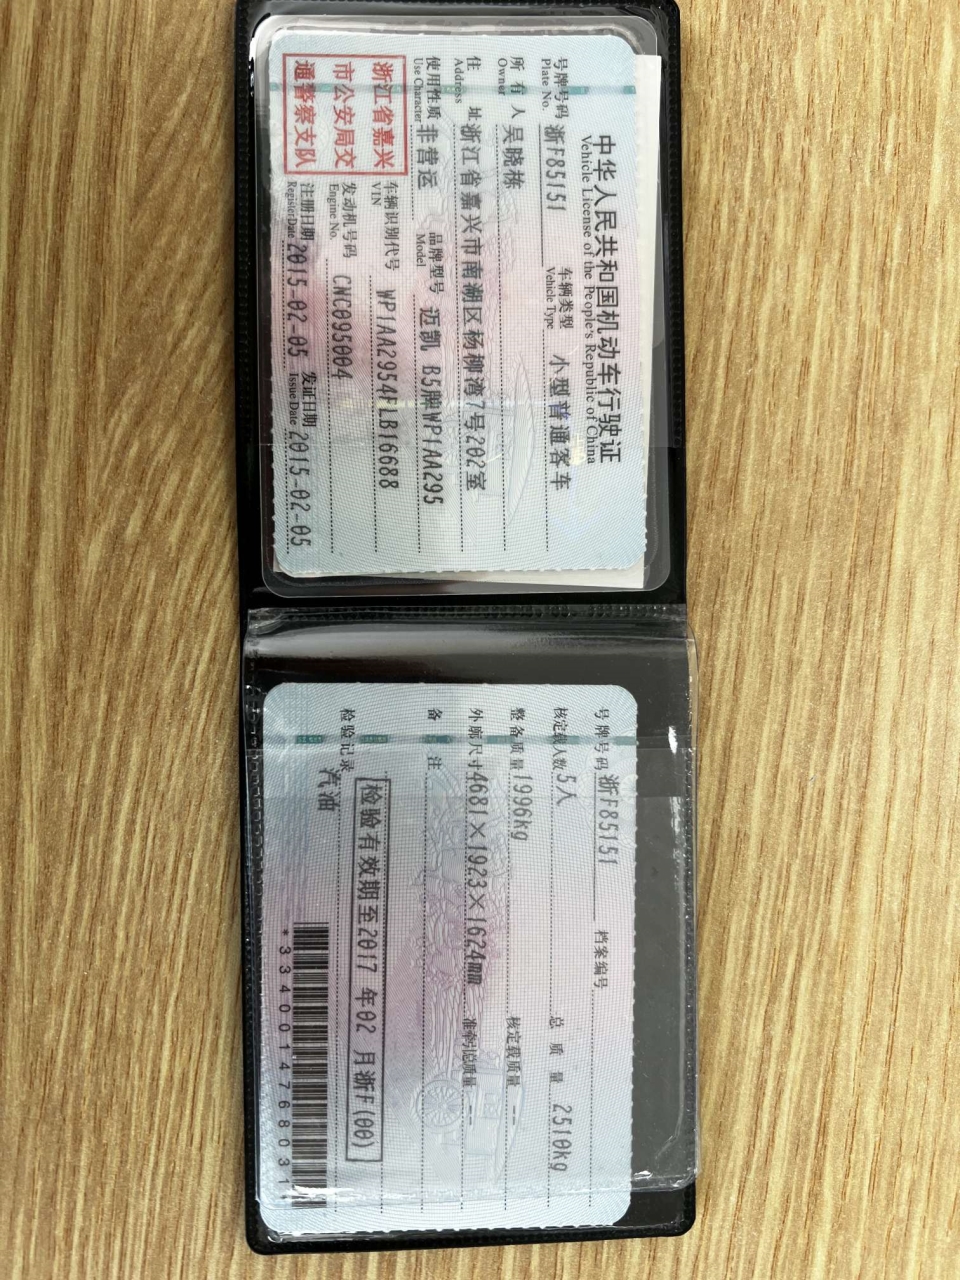 中华人民共和国机动车行驶证
Vehicle License of the People's Republic of China
号牌号码 浙F85151 车辆类型 小型普通客车
Plate No. Vehicle Type
所有人 吴晓栋
Owner
住址 浙江省嘉兴市南湖区杨柳湾7号202室
Address
使用性质 非营运 品牌型号 迈凯 B5牌WP1AA295
Use Character Model
浙江省嘉兴
市公安局交
通警察支队
车辆识别代号 WP1AA2954FLB16688
VIN
发动机号码 CNC095004
Engine No.
注册日期 2015-02-05 发证日期 2015-02-05
Register Date Issue Date
号牌号码 浙F85151 档案编号
核定载人数 5人 总质量 2510kg
整备质量 1996kg 核定载质量 --
外廓尺寸 4681×1923×1624mm 准牵引总质量 --
备注
检验记录 检验有效期至2017年02月浙F(00)
汽油
*3340014768031